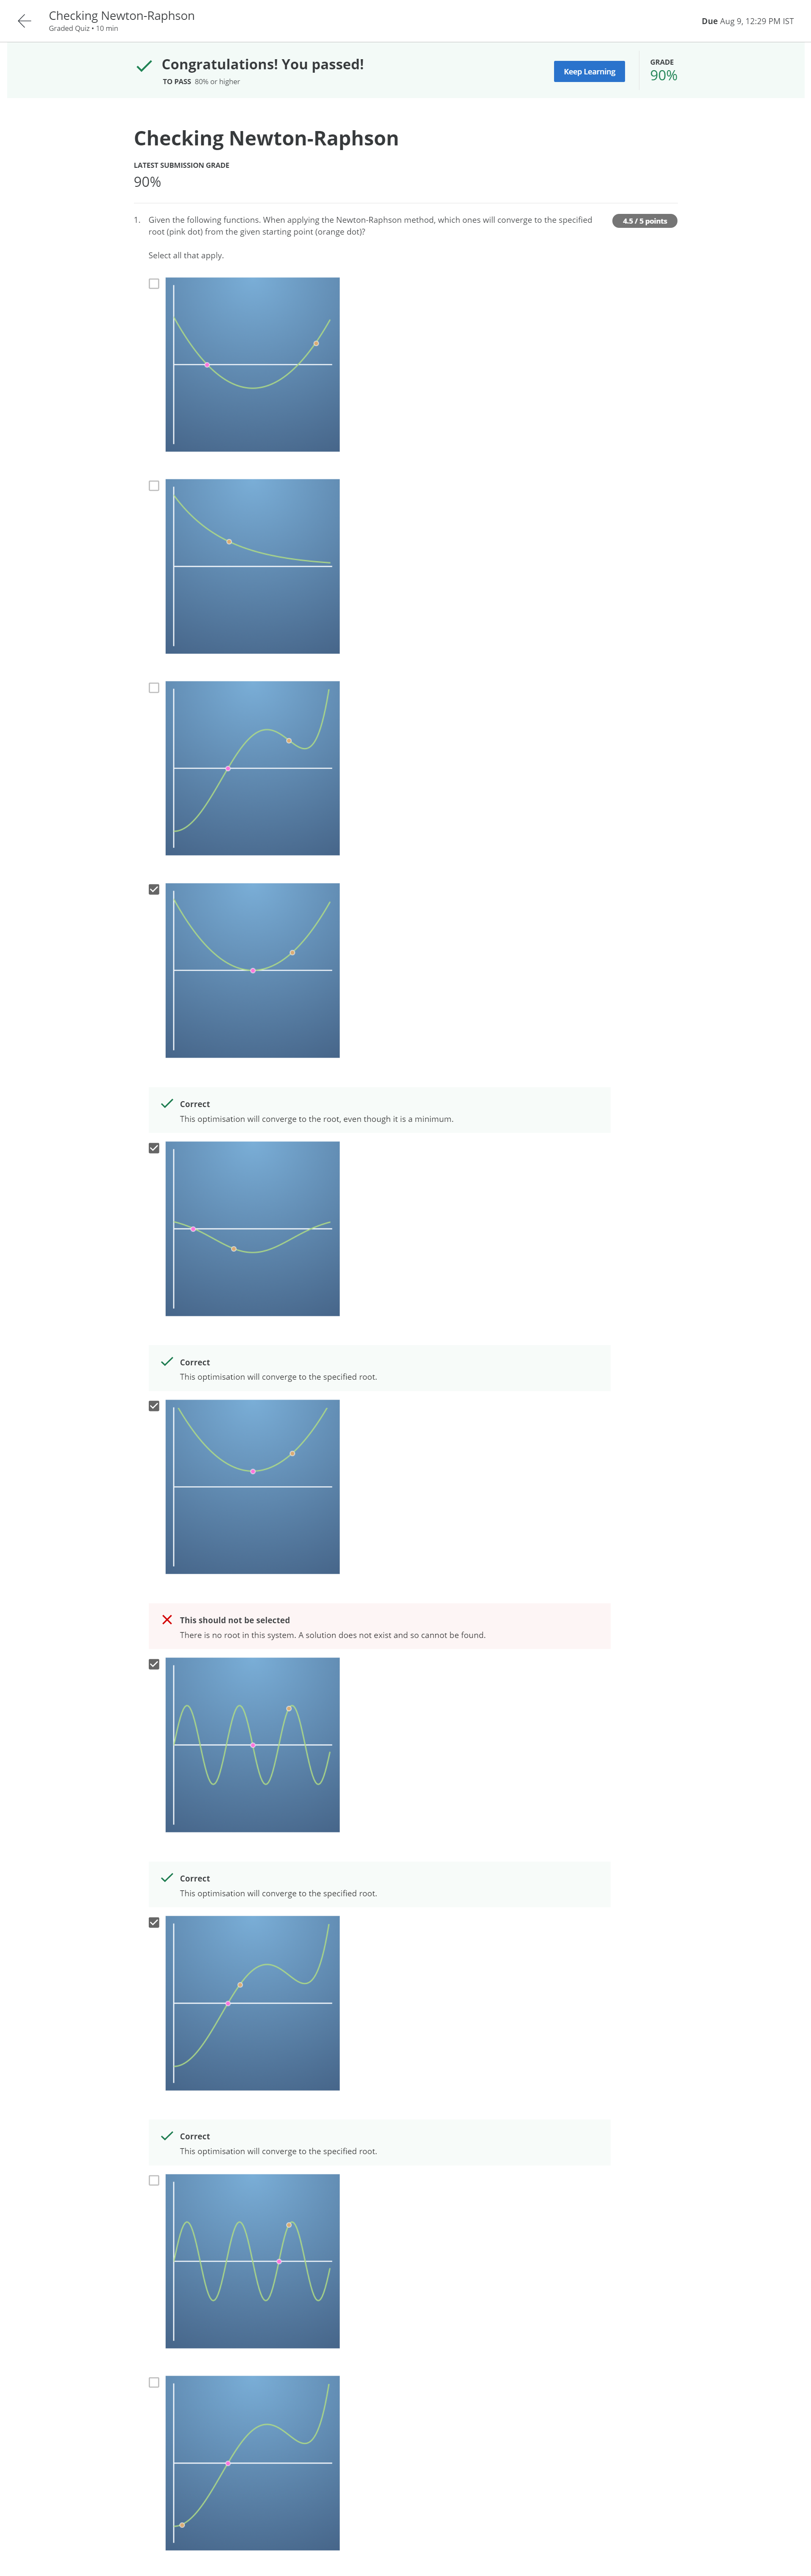 Checking Newton-Raphson
Graded Quiz • 10 min
Due Aug 9, 12:29 PM IST
Congratulations! You passed!
TO PASS 80% or higher
Keep Learning
GRADE
90%
Checking Newton-Raphson
LATEST SUBMISSION GRADE
90%
1. Given the following functions. When applying the Newton-Raphson method, which ones will converge to the specified
root (pink dot) from the given starting point (orange dot)?
4.5 / 5 points
Select all that apply.
Correct
This optimisation will converge to the root, even though it is a minimum.
Correct
This optimisation will converge to the specified root.
This should not be selected
There is no root in this system. A solution does not exist and so cannot be found.
Correct
This optimisation will converge to the specified root.
Correct
This optimisation will converge to the specified root.